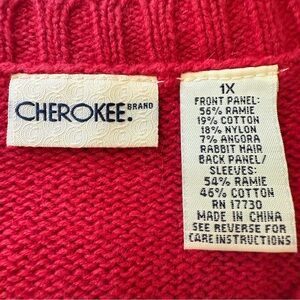 CHEROKEE. BRAND
1X
FRONT PANEL:
56% RAMIE
19% COTTON
18% NYLON
7% ANGORA
RABBIT HAIR
BACK PANEL/
SLEEVES:
54% RAMIE
46% COTTON
RN 17730
MADE IN CHINA
SEE REVERSE FOR
CARE INSTRUCTIONS